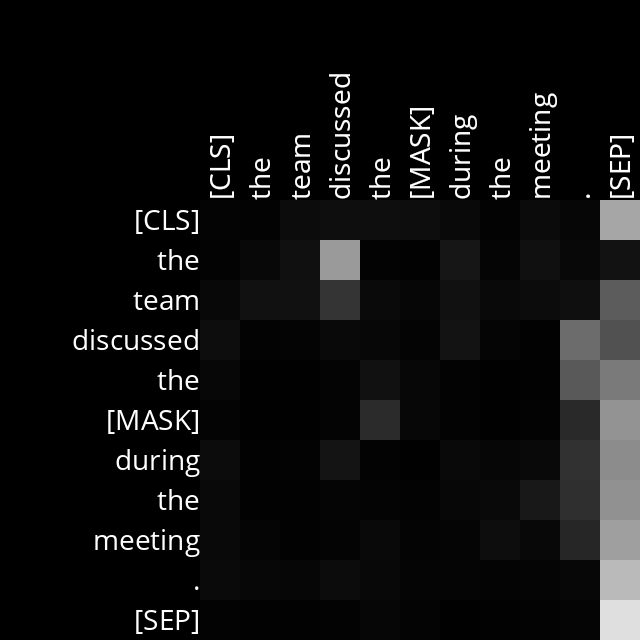 [CLS] the team discussed the [MASK] during the meeting . [SEP]
[CLS]
the
team
discussed
the
[MASK]
during
the
meeting
.
[SEP]